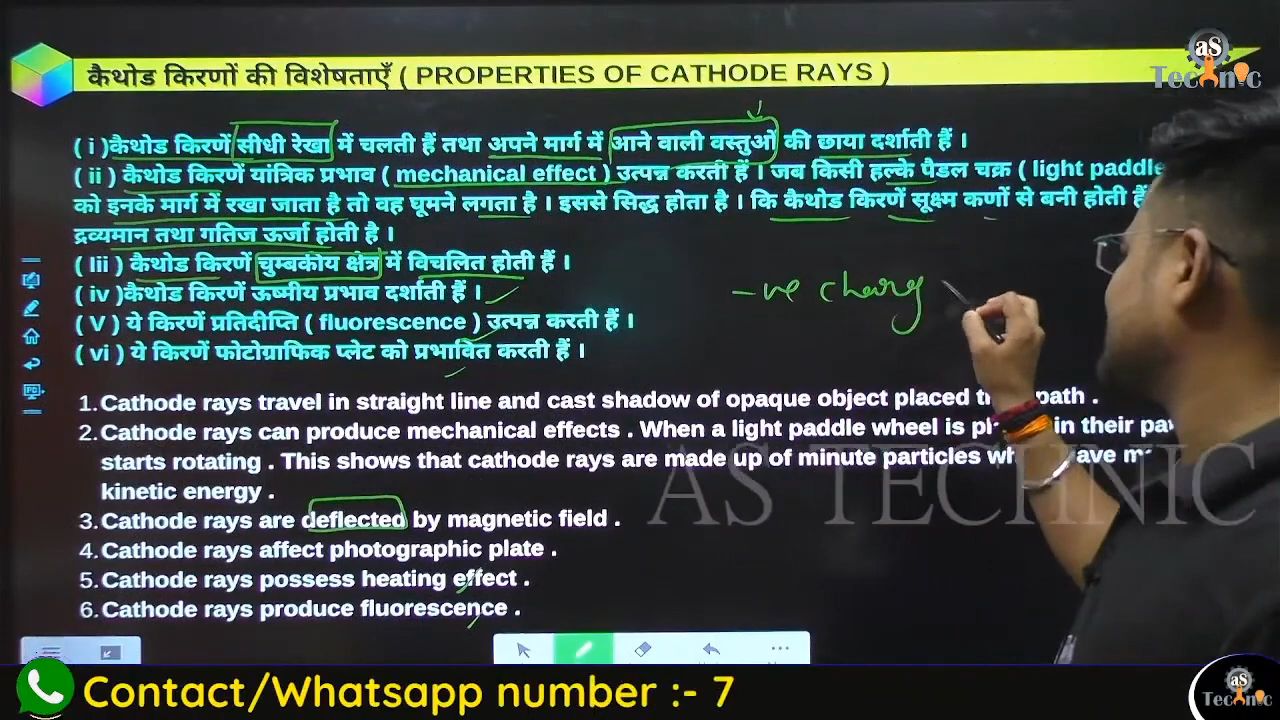 कैथोड किरणों की विशेषताएँ ( PROPERTIES OF CATHODE RAYS )
aS
Tecnic
( i )कैथोड किरणें सीधी रेखा में चलती हैं तथा अपने मार्ग में आने वाली वस्तुओं की छाया दर्शाती हैं ।
( ii ) कैथोड किरणें यांत्रिक प्रभाव ( mechanical effect ) उत्पन्न करती हैं । जब किसी हल्के पैडल चक्र ( light paddle
को इनके मार्ग में रखा जाता है तो वह घूमने लगता है । इससे सिद्ध होता है । कि कैथोड किरणें सूक्ष्म कणों से बनी होती हैं
द्रव्यमान तथा गतिज ऊर्जा होती है ।
( Iii ) कैथोड किरणें चुम्बकीय क्षेत्र में विचलित होती हैं ।
( iv )कैथोड किरणें ऊष्मीय प्रभाव दर्शाती हैं ।
-ve charg
( V ) ये किरणें प्रतिदीप्ति ( fluorescence ) उत्पन्न करती हैं ।
( vi ) ये किरणें फोटोग्राफिक प्लेट को प्रभावित करती हैं ।
1. Cathode rays travel in straight line and cast shadow of opaque object placed path .
2. Cathode rays can produce mechanical effects . When a light paddle wheel is in their
starts rotating . This shows that cathode rays are made up of minute particles
kinetic energy .
3. Cathode rays are deflected by magnetic field .
4. Cathode rays affect photographic plate .
5. Cathode rays possess heating effect .
6. Cathode rays produce fluorescence .
AS TECHNIC
Contact/Whatsapp number :- 7
aS
Tecnic